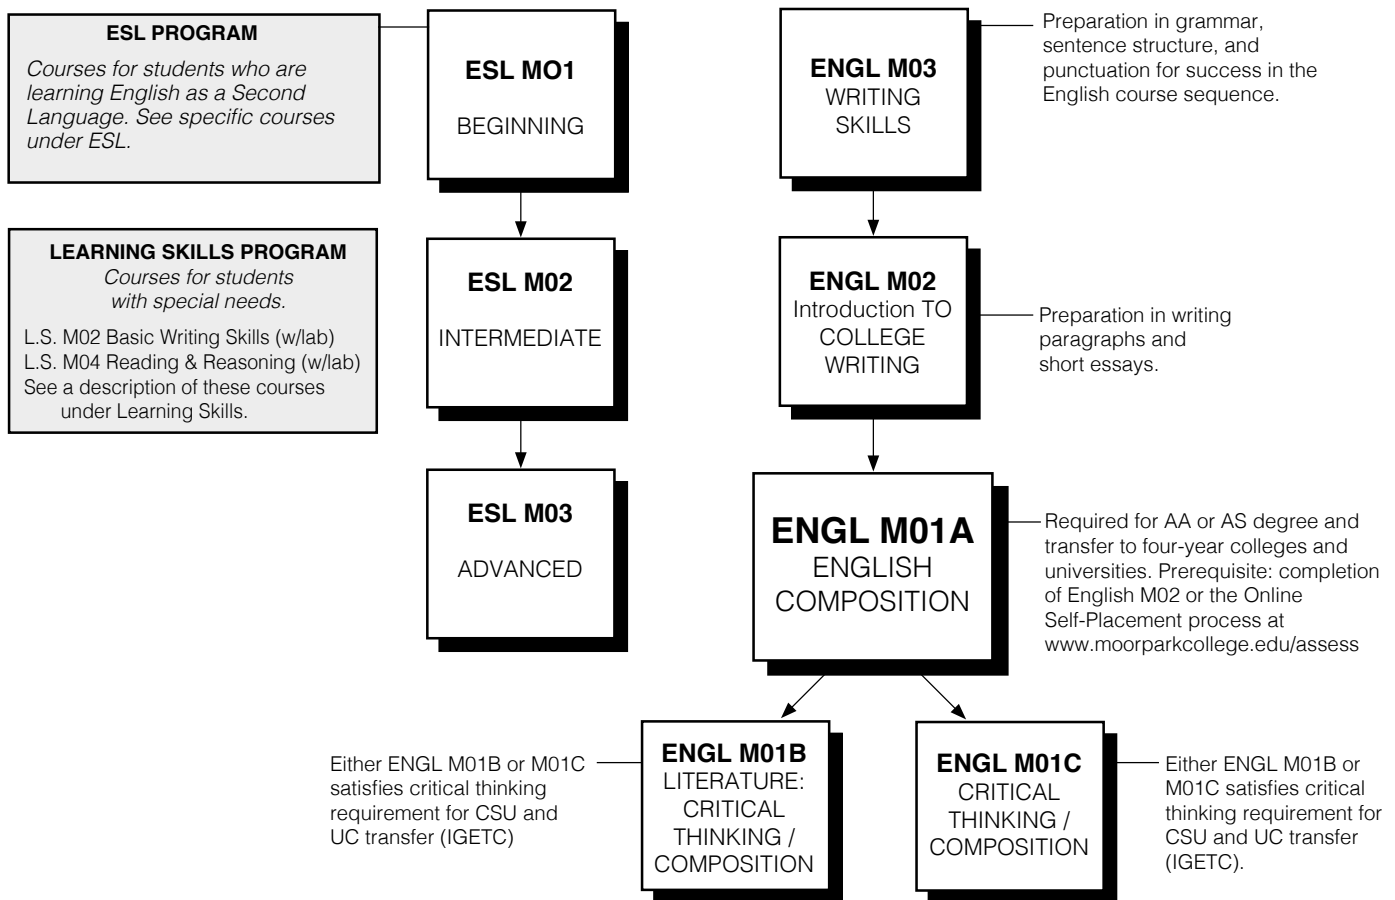 ESL PROGRAM
Courses for students who are
learning English as a Second
Language. See specific courses
under ESL.
LEARNING SKILLS PROGRAM
Courses for students
with special needs.
L.S. M02 Basic Writing Skills (w/lab)
L.S. M04 Reading & Reasoning (w/lab)
See a description of these courses
under Learning Skills.
ESL MO1
BEGINNING
ESL M02
INTERMEDIATE
ESL M03
ADVANCED
ENGL M03
WRITING
SKILLS
Preparation in grammar,
sentence structure, and
punctuation for success in the
English course sequence.
ENGL M02
Introduction TO
COLLEGE
WRITING
Preparation in writing
paragraphs and
short essays.
ENGL M01A
ENGLISH
COMPOSITION
Required for AA or AS degree and
transfer to four-year colleges and
universities. Prerequisite: completion
of English M02 or the Online
Self-Placement process at
www.moorparkcollege.edu/assess
Either ENGL M01B or M01C
satisfies critical thinking
requirement for CSU and
UC transfer (IGETC)
ENGL M01B
LITERATURE:
CRITICAL
THINKING /
COMPOSITION
ENGL M01C
CRITICAL
THINKING /
COMPOSITION
Either ENGL M01B or
M01C satisfies critical
thinking requirement for
CSU and UC transfer
(IGETC).